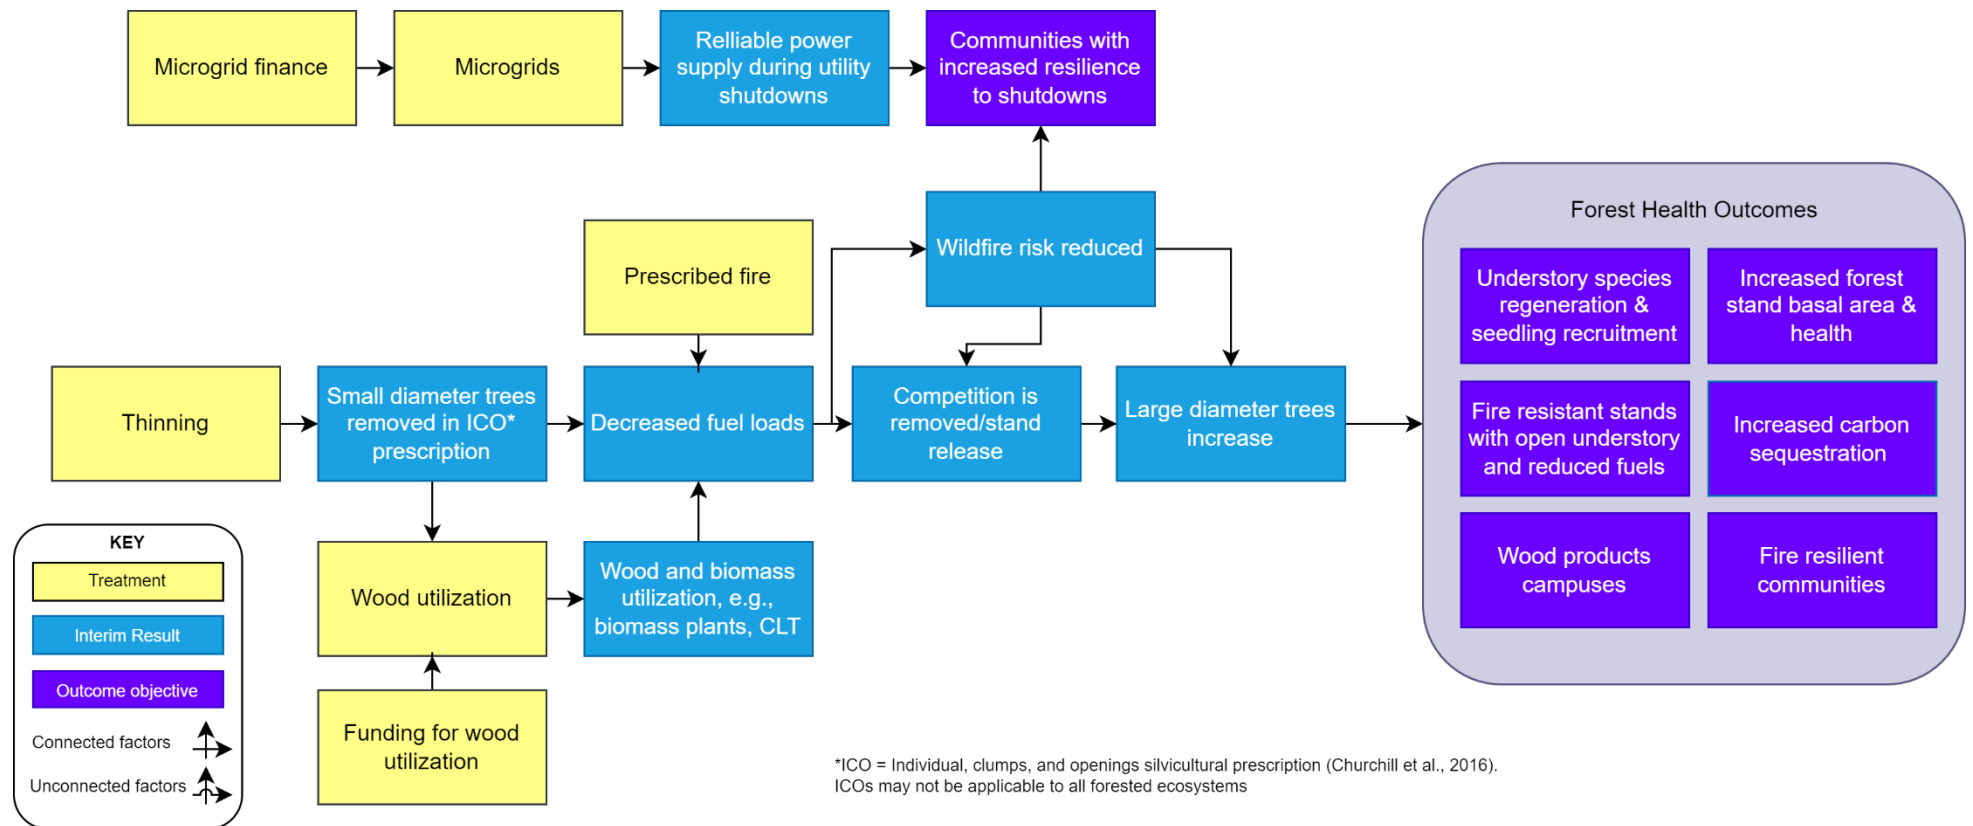 Microgrid finance
Microgrids
Relliable power
supply during utility
shutdowns
Communities with
increased resilience
to shutdowns
Wildfire risk reduced
Prescribed fire
Thinning
Small diameter trees
removed in ICO*
prescription
Decreased fuel loads
Competition is
removed/stand
release
Large diameter trees
increase
Forest Health Outcomes
Understory species
regeneration &
seedling recruitment
Increased forest
stand basal area &
health
Fire resistant stands
with open understory
and reduced fuels
Increased carbon
sequestration
Wood products
campuses
Fire resilient
communities
Wood utilization
Wood and biomass
utilization, e.g.,
biomass plants, CLT
Funding for wood
utilization
KEY
Treatment
Interim Result
Outcome objective
Connected factors
Unconnected factors
*ICO = Individual, clumps, and openings silvicultural prescription (Churchill et al., 2016).
ICOs may not be applicable to all forested ecosystems